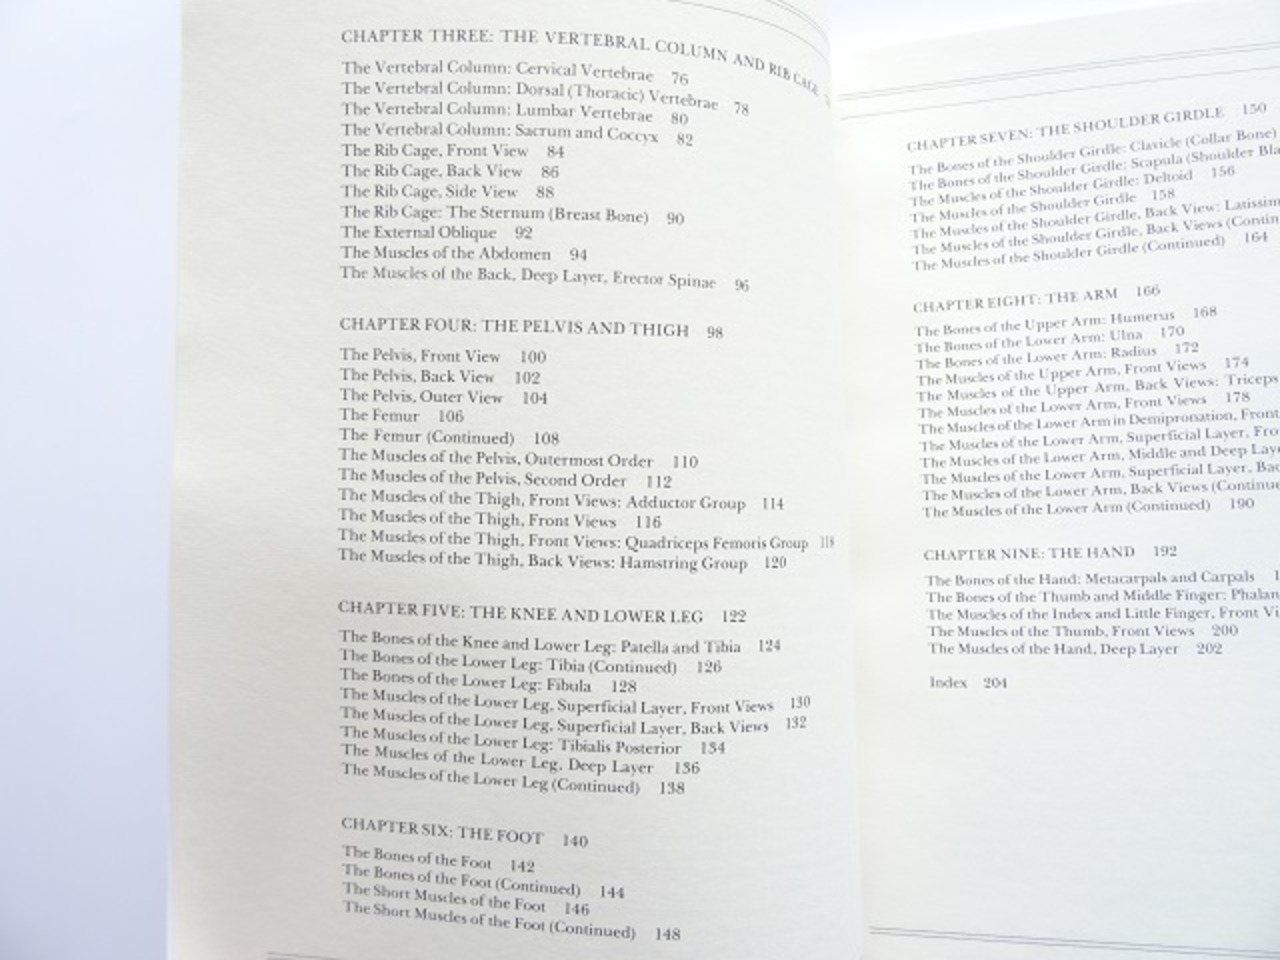 CHAPTER THREE: THE VERTEBRAL COLUMN AND RIB CAGE
The Vertebral Column: Cervical Vertebrae 76
The Vertebral Column: Dorsal (Thoracic) Vertebrae 78
The Vertebral Column: Lumbar Vertebrae 80
The Vertebral Column: Sacrum and Coccyx 82
The Rib Cage, Front View 84
The Rib Cage, Back View 86
The Rib Cage, Side View 88
The Rib Cage: The Sternum (Breast Bone) 90
The External Oblique 92
The Muscles of the Abdomen 94
The Muscles of the Back, Deep Layer, Erector Spinae 96
CHAPTER FOUR: THE PELVIS AND THIGH 98
The Pelvis, Front View 100
The Pelvis, Back View 102
The Pelvis, Outer View 104
The Femur 106
The Femur (Continued) 108
The Muscles of the Pelvis, Outermost Order 110
The Muscles of the Pelvis, Second Order 112
The Muscles of the Thigh, Front Views: Adductor Group 114
The Muscles of the Thigh, Front Views 116
The Muscles of the Thigh, Front Views: Quadriceps Femoris Group 118
The Muscles of the Thigh, Back Views: Hamstring Group 120
CHAPTER FIVE: THE KNEE AND LOWER LEG 122
The Bones of the Knee and Lower Leg: Patella and Tibia 124
The Bones of the Lower Leg: Tibia (Continued) 126
The Bones of the Lower Leg: Fibula 128
The Muscles of the Lower Leg, Superficial Layer, Front Views 130
The Muscles of the Lower Leg, Superficial Layer, Back Views 132
The Muscles of the Lower Leg: Tibialis Posterior 134
The Muscles of the Lower Leg, Deep Layer 136
The Muscles of the Lower Leg (Continued) 138
CHAPTER SIX: THE FOOT 140
The Bones of the Foot 142
The Bones of the Foot (Continued) 144
The Short Muscles of the Foot 146
The Short Muscles of the Foot (Continued) 148
CHAPTER SEVEN: THE SHOULDER GIRDLE 150
The Bones of the Shoulder Girdle: Clavicle (Collar Bone)
The Bones of the Shoulder Girdle: Scapula (Shoulder Bla
The Muscles of the Shoulder Girdle: Deltoid 156
The Muscles of the Shoulder Girdle 158
The Muscles of the Shoulder Girdle, Back View: Latissim
The Muscles of the Shoulder Girdle, Back Views (Contin
The Muscles of the Shoulder Girdle (Continued) 164
CHAPTER EIGHT: THE ARM 166
The Bones of the Upper Arm: Humerus 168
The Bones of the Lower Arm: Ulna 170
The Bones of the Lower Arm: Radius 172
The Muscles of the Upper Arm, Front Views 174
The Muscles of the Upper Arm, Back Views: Triceps
The Muscles of the Lower Arm, Front Views 178
The Muscles of the Lower Arm in Demipronation, Front
The Muscles of the Lower Arm, Superficial Layer, Fro
The Muscles of the Lower Arm, Middle and Deep Laye
The Muscles of the Lower Arm, Superficial Layer, Bac
The Muscles of the Lower Arm, Back Views (Continue
The Muscles of the Lower Arm (Continued) 190
CHAPTER NINE: THE HAND 192
The Bones of the Hand: Metacarpals and Carpals 1
The Bones of the Thumb and Middle Finger: Phalan
The Muscles of the Index and Little Finger, Front Vi
The Muscles of the Thumb, Front Views 200
The Muscles of the Hand, Deep Layer 202
Index 204